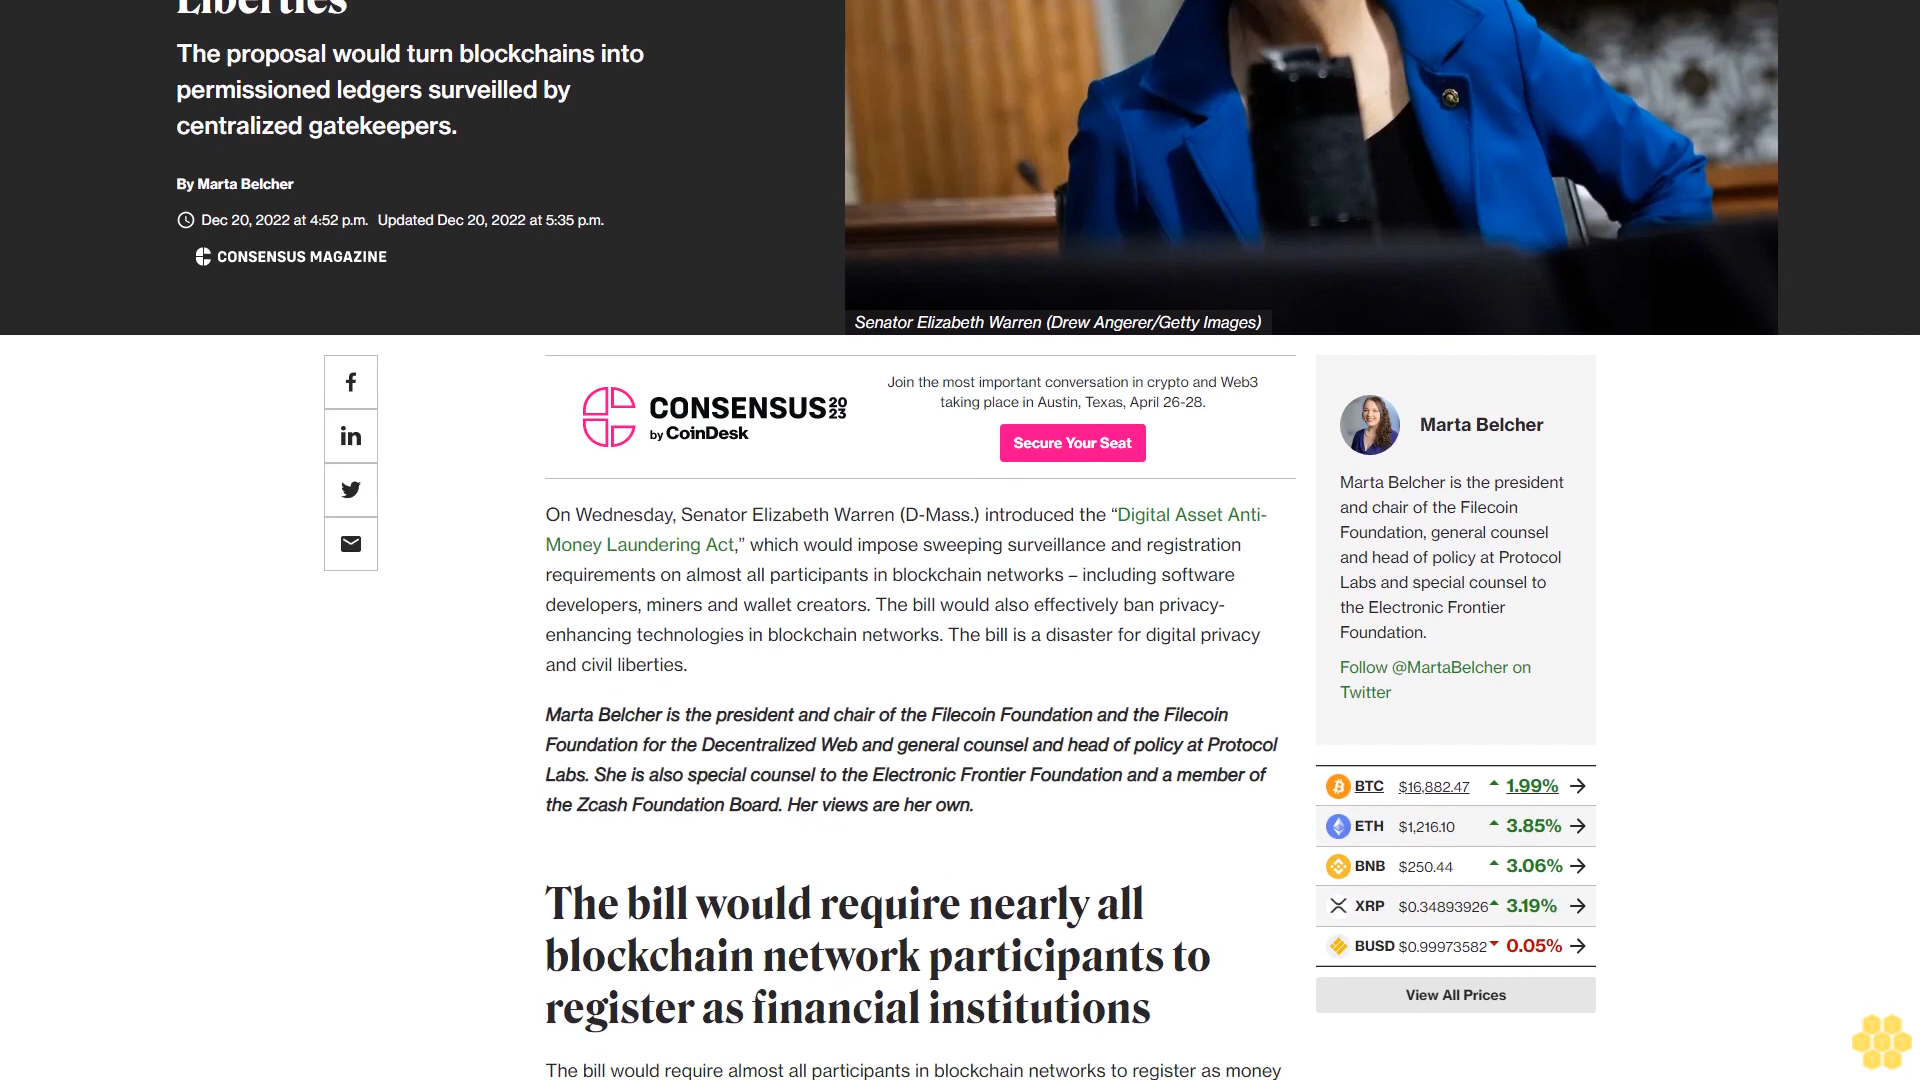 Liberties
The proposal would turn blockchains into
permissioned ledgers surveilled by
centralized gatekeepers.
By Marta Belcher
Dec 20, 2022 at 4:52 p.m. Updated Dec 20, 2022 at 5:35 p.m.
CONSENSUS MAGAZINE
Senator Elizabeth Warren (Drew Angerer/Getty Images)
CONSENSUS 20 23
by CoinDesk
Join the most important conversation in crypto and Web3
taking place in Austin, Texas, April 26-28.
Secure Your Seat
On Wednesday, Senator Elizabeth Warren (D-Mass.) introduced the “Digital Asset Anti-
Money Laundering Act,” which would impose sweeping surveillance and registration
requirements on almost all participants in blockchain networks – including software
developers, miners and wallet creators. The bill would also effectively ban privacy-
enhancing technologies in blockchain networks. The bill is a disaster for digital privacy
and civil liberties.
Marta Belcher is the president and chair of the Filecoin Foundation and the Filecoin
Foundation for the Decentralized Web and general counsel and head of policy at Protocol
Labs. She is also special counsel to the Electronic Frontier Foundation and a member of
the Zcash Foundation Board. Her views are her own.
The bill would require nearly all
blockchain network participants to
register as financial institutions
The bill would require almost all participants in blockchain networks to register as money
Marta Belcher
Marta Belcher is the president
and chair of the Filecoin
Foundation, general counsel
and head of policy at Protocol
Labs and special counsel to
the Electronic Frontier
Foundation.
Follow @MartaBelcher on
Twitter
BTC $16,882.47 1.99%
ETH $1,216.10 3.85%
BNB $250.44 3.06%
XRP $0.34893926 3.19%
BUSD $0.99973582 0.05%
View All Prices